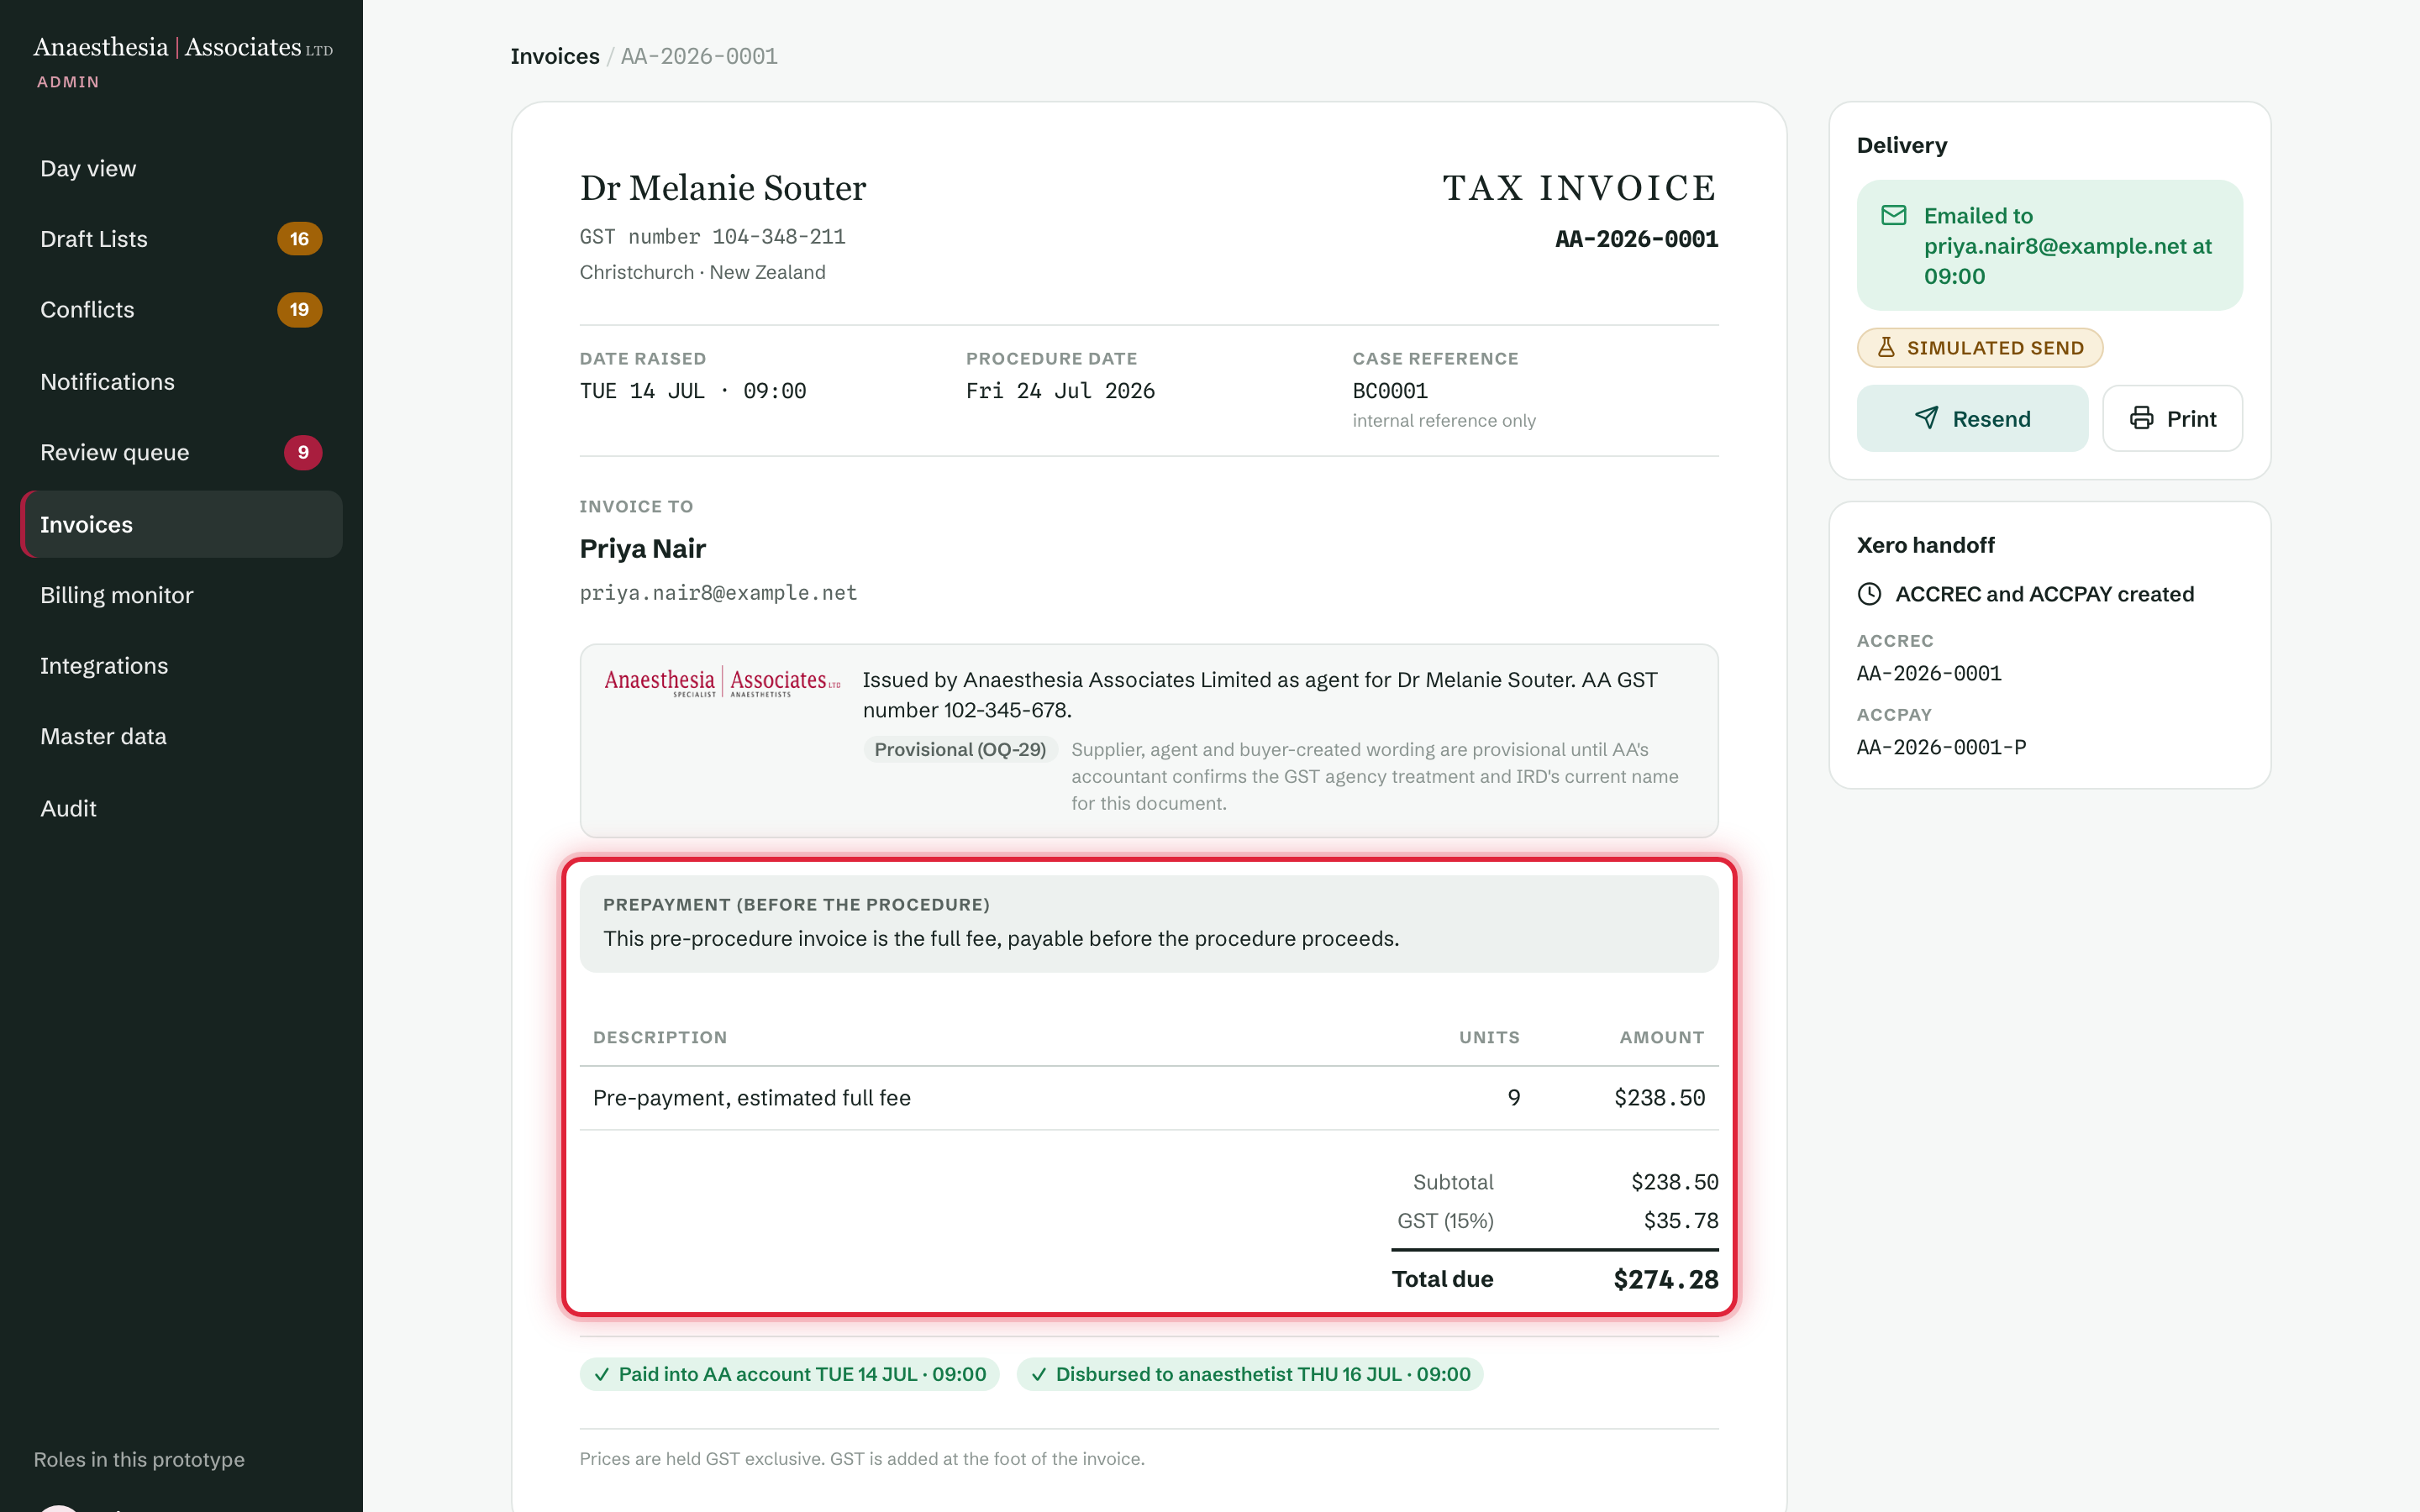 Anaesthesia | Associates LTD
ADMIN
Day view
Draft Lists 16
Conflicts 19
Notifications
Review queue 9
Invoices
Billing monitor
Integrations
Master data
Audit
Roles in this prototype
Invoices / AA-2026-0001
Dr Melanie Souter
TAX INVOICE
GST number 104-348-211
AA-2026-0001
Christchurch · New Zealand
DATE RAISED PROCEDURE DATE CASE REFERENCE
TUE 14 JUL · 09:00 Fri 24 Jul 2026 BC0001
internal reference only
INVOICE TO
Priya Nair
priya.nair8@example.net
Anaesthesia | Associates LTD
SPECIALIST ANAESTHETISTS
Issued by Anaesthesia Associates Limited as agent for Dr Melanie Souter. AA GST
number 102-345-678.
Provisional (OQ-29) Supplier, agent and buyer-created wording are provisional until AA's
accountant confirms the GST agency treatment and IRD's current name
for this document.
PREPAYMENT (BEFORE THE PROCEDURE)
This pre-procedure invoice is the full fee, payable before the procedure proceeds.
DESCRIPTION UNITS AMOUNT
Pre-payment, estimated full fee 9 $238.50
Subtotal $238.50
GST (15%) $35.78
Total due $274.28
Paid into AA account TUE 14 JUL · 09:00 Disbursed to anaesthetist THU 16 JUL · 09:00
Prices are held GST exclusive. GST is added at the foot of the invoice.
Delivery
Emailed to
priya.nair8@example.net at
09:00
SIMULATED SEND
Resend Print
Xero handoff
ACCREC and ACCPAY created
ACCREC
AA-2026-0001
ACCPAY
AA-2026-0001-P